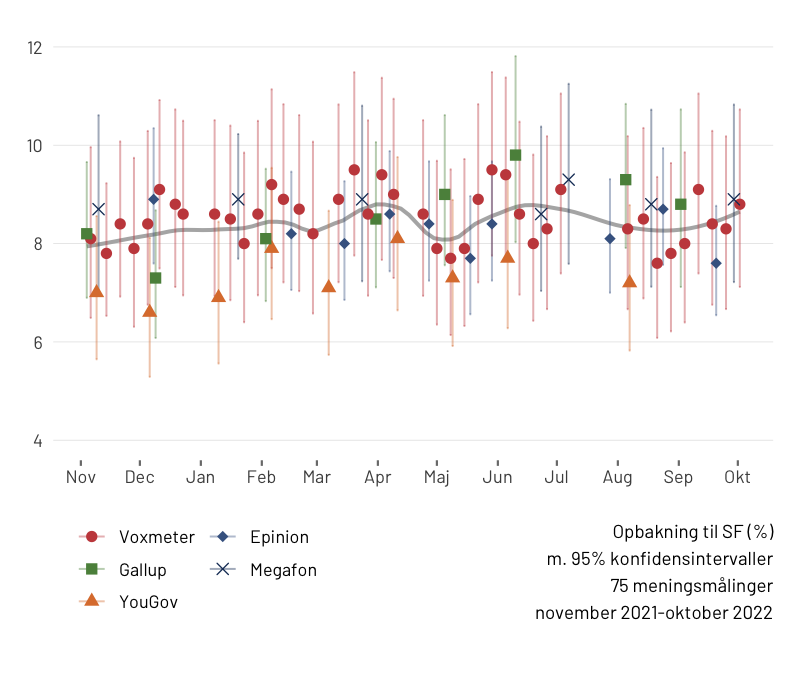 12
10
8
6
4
Nov Dec Jan Feb Mar Apr Maj Jun Jul Aug Sep Okt
Voxmeter
Gallup
YouGov
Epinion
Megafon
Opbakning til SF (%)
m. 95% konfidensintervaller
75 meningsmålinger
november 2021-oktober 2022